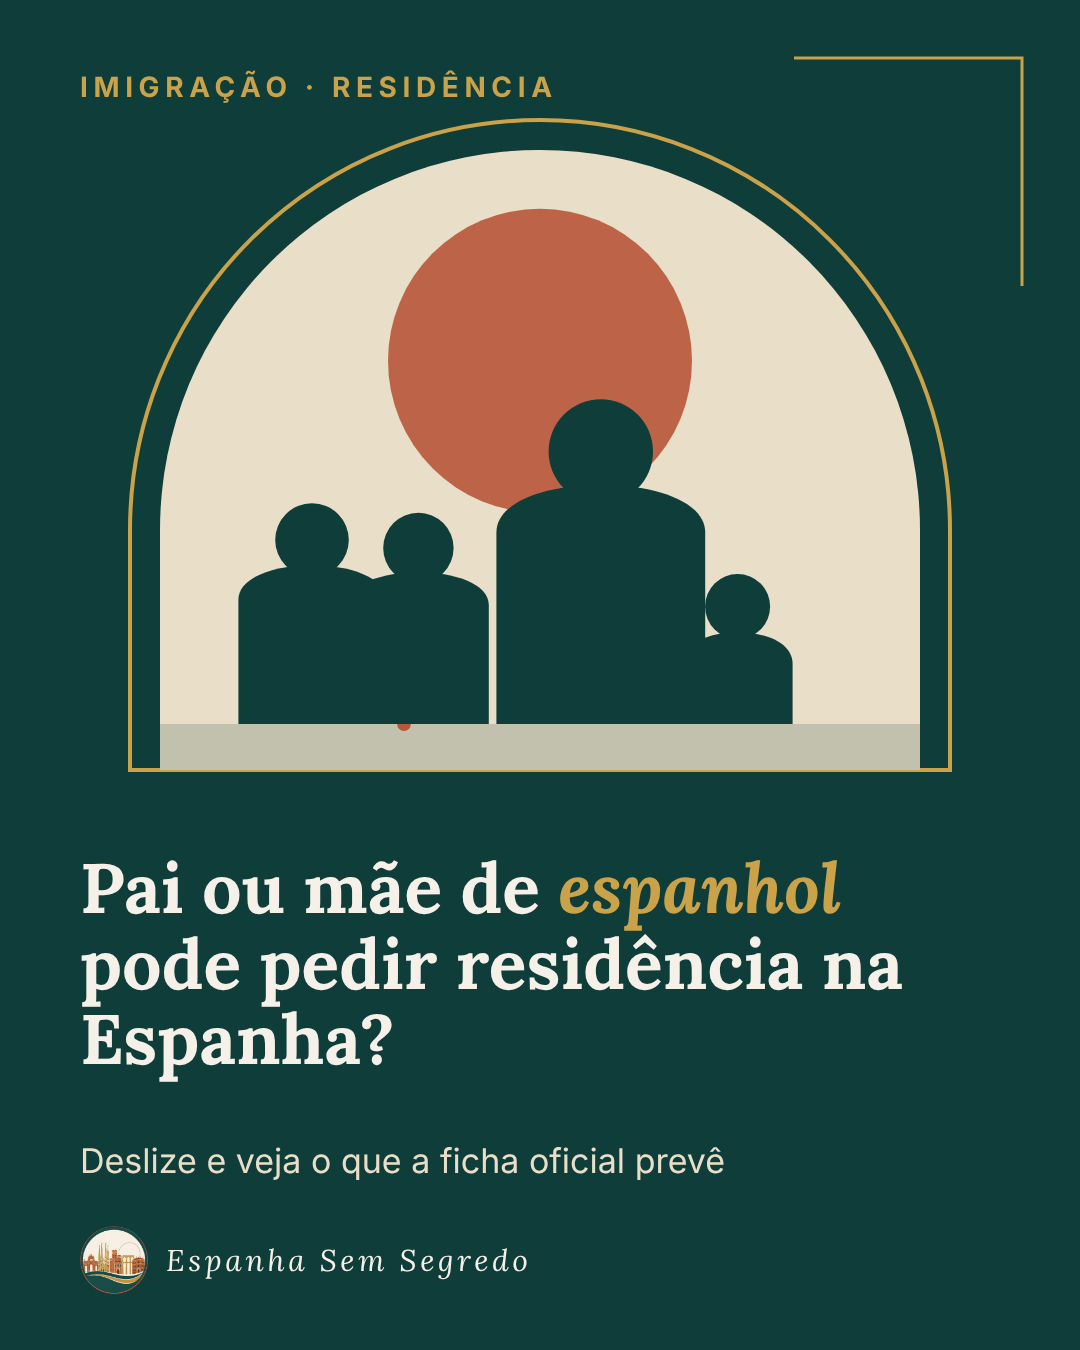 IMIGRAÇÃO · RESIDÊNCIA
Pai ou mãe de espanhol
pode pedir residência na
Espanha?
Deslize e veja o que a ficha oficial prevê
Espanha Sem Segredo